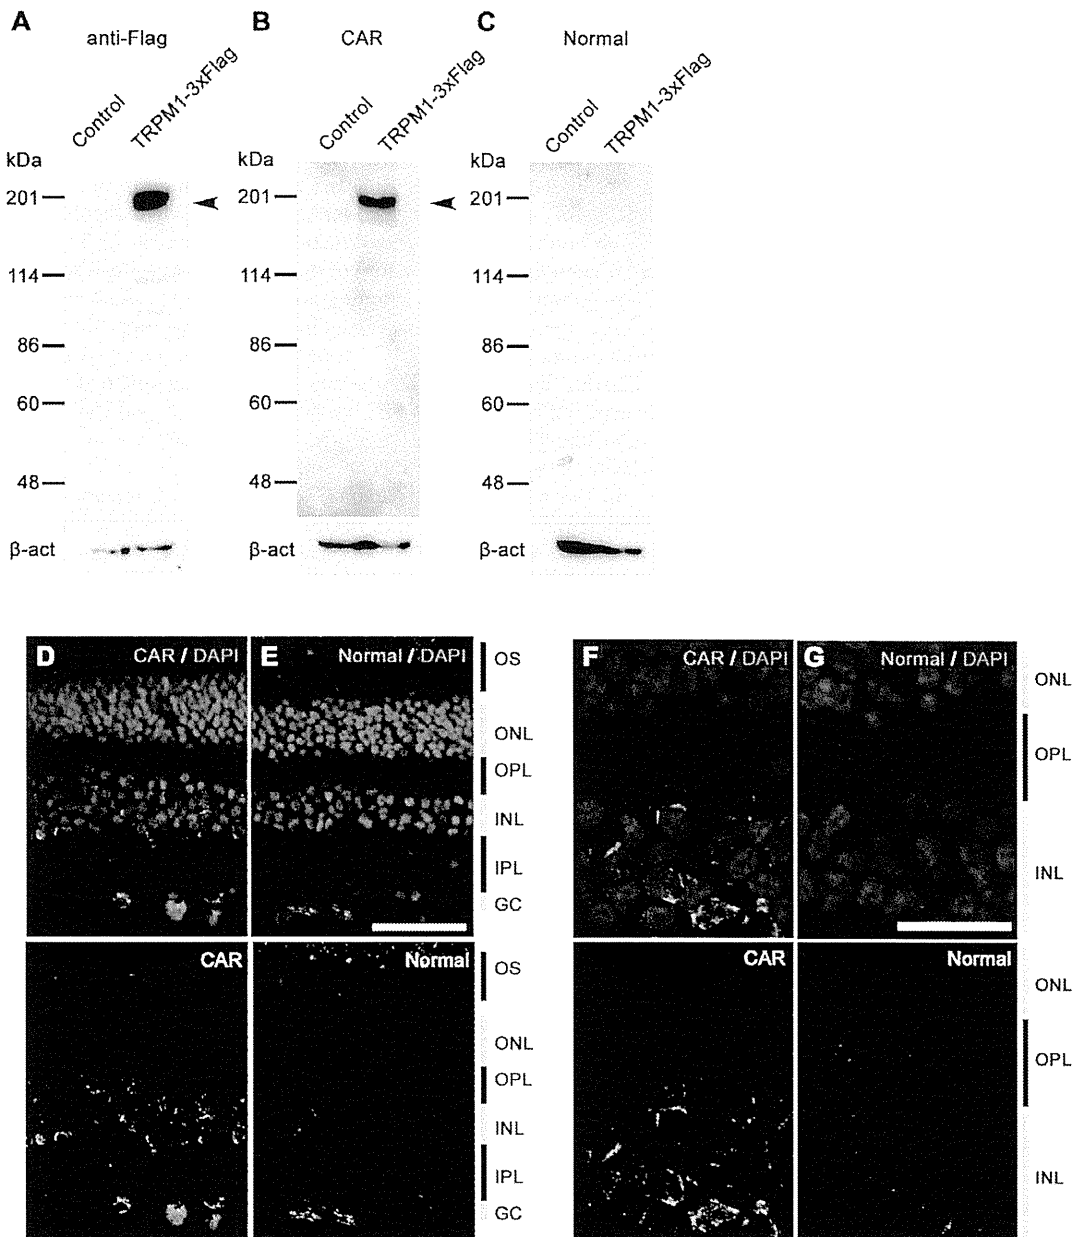 A
anti-Flag
Control
TRPM1-3xFlag
kDa
201
114
86
60
48
β-act
B
CAR
Control
TRPM1-3xFlag
kDa
201
114
86
60
48
β-act
C
Normal
Control
TRPM1-3xFlag
kDa
201
114
86
60
48
β-act
D
CAR / DAPI
E
Normal / DAPI
OS
ONL
OPL
INL
IPL
GC
CAR
Normal
OS
ONL
OPL
INL
IPL
GC
F
CAR / DAPI
G
Normal / DAPI
ONL
OPL
INL
CAR
Normal
ONL
OPL
INL